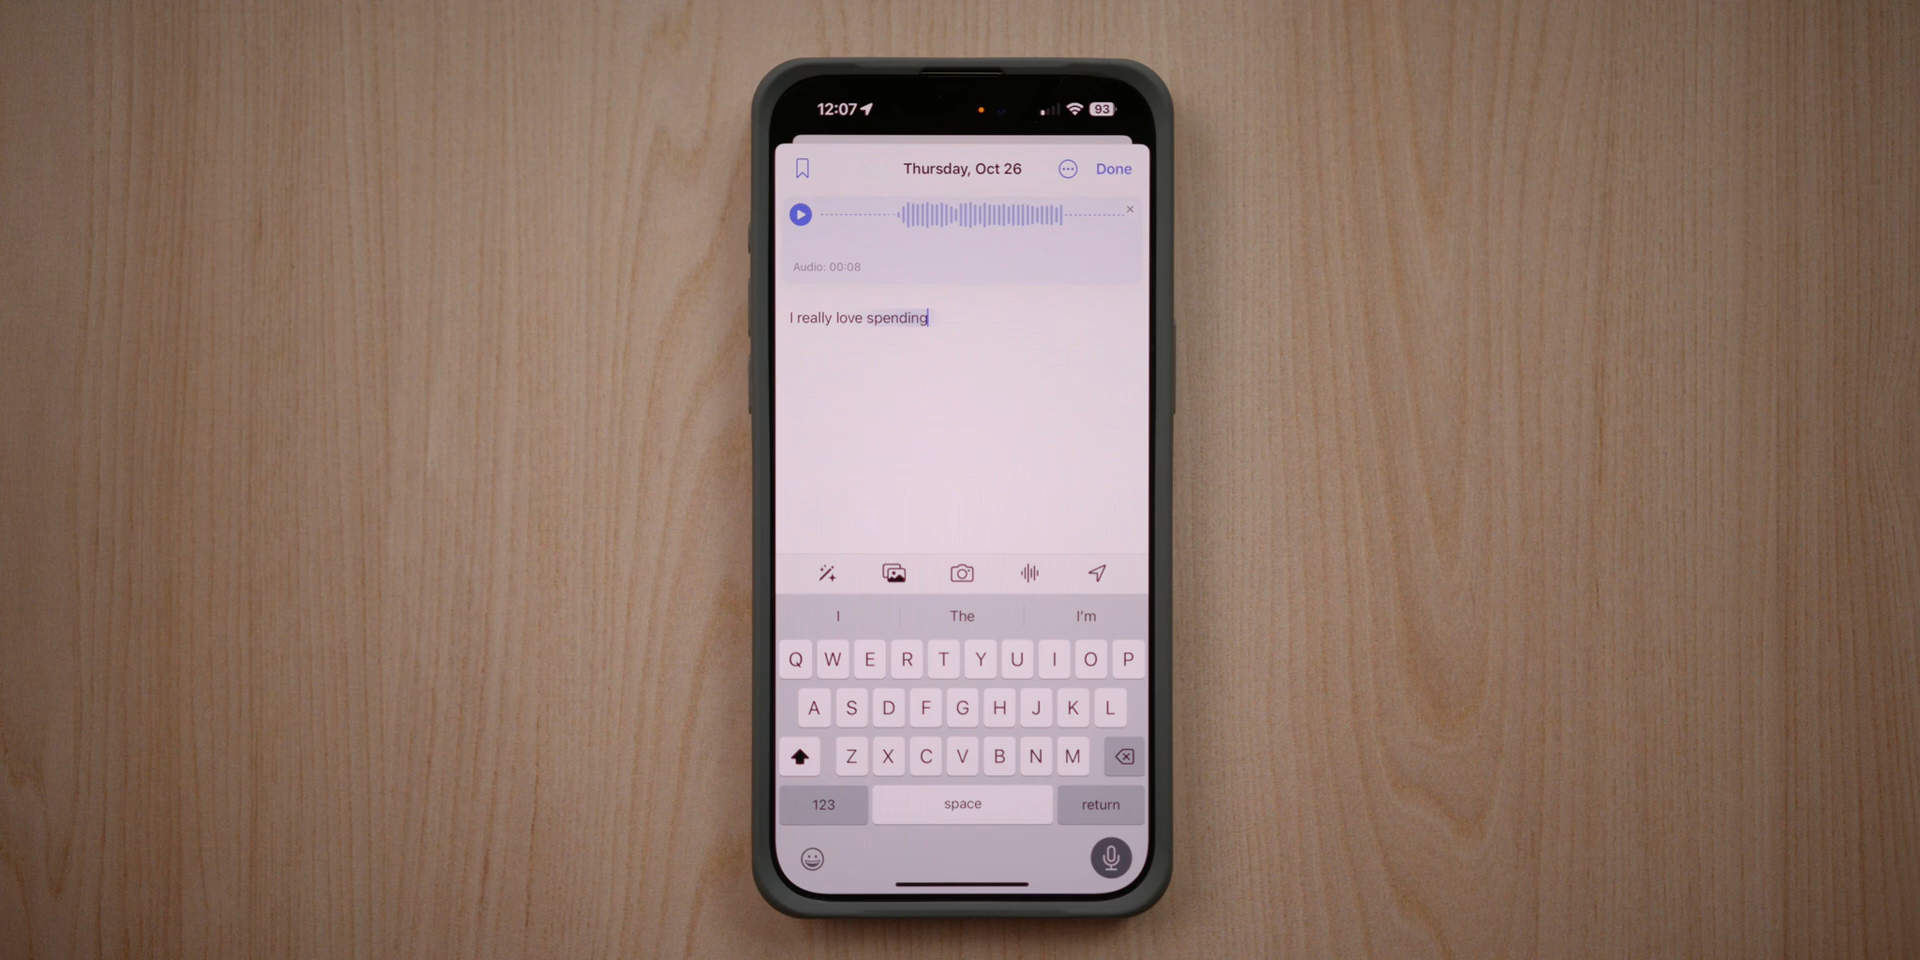 12:07 93
Thursday, Oct 26 Done
Audio: 00:08
I really love spending
I The I'm
Q W E R T Y U I O P
A S D F G H J K L
Z X C V B N M
123 space return